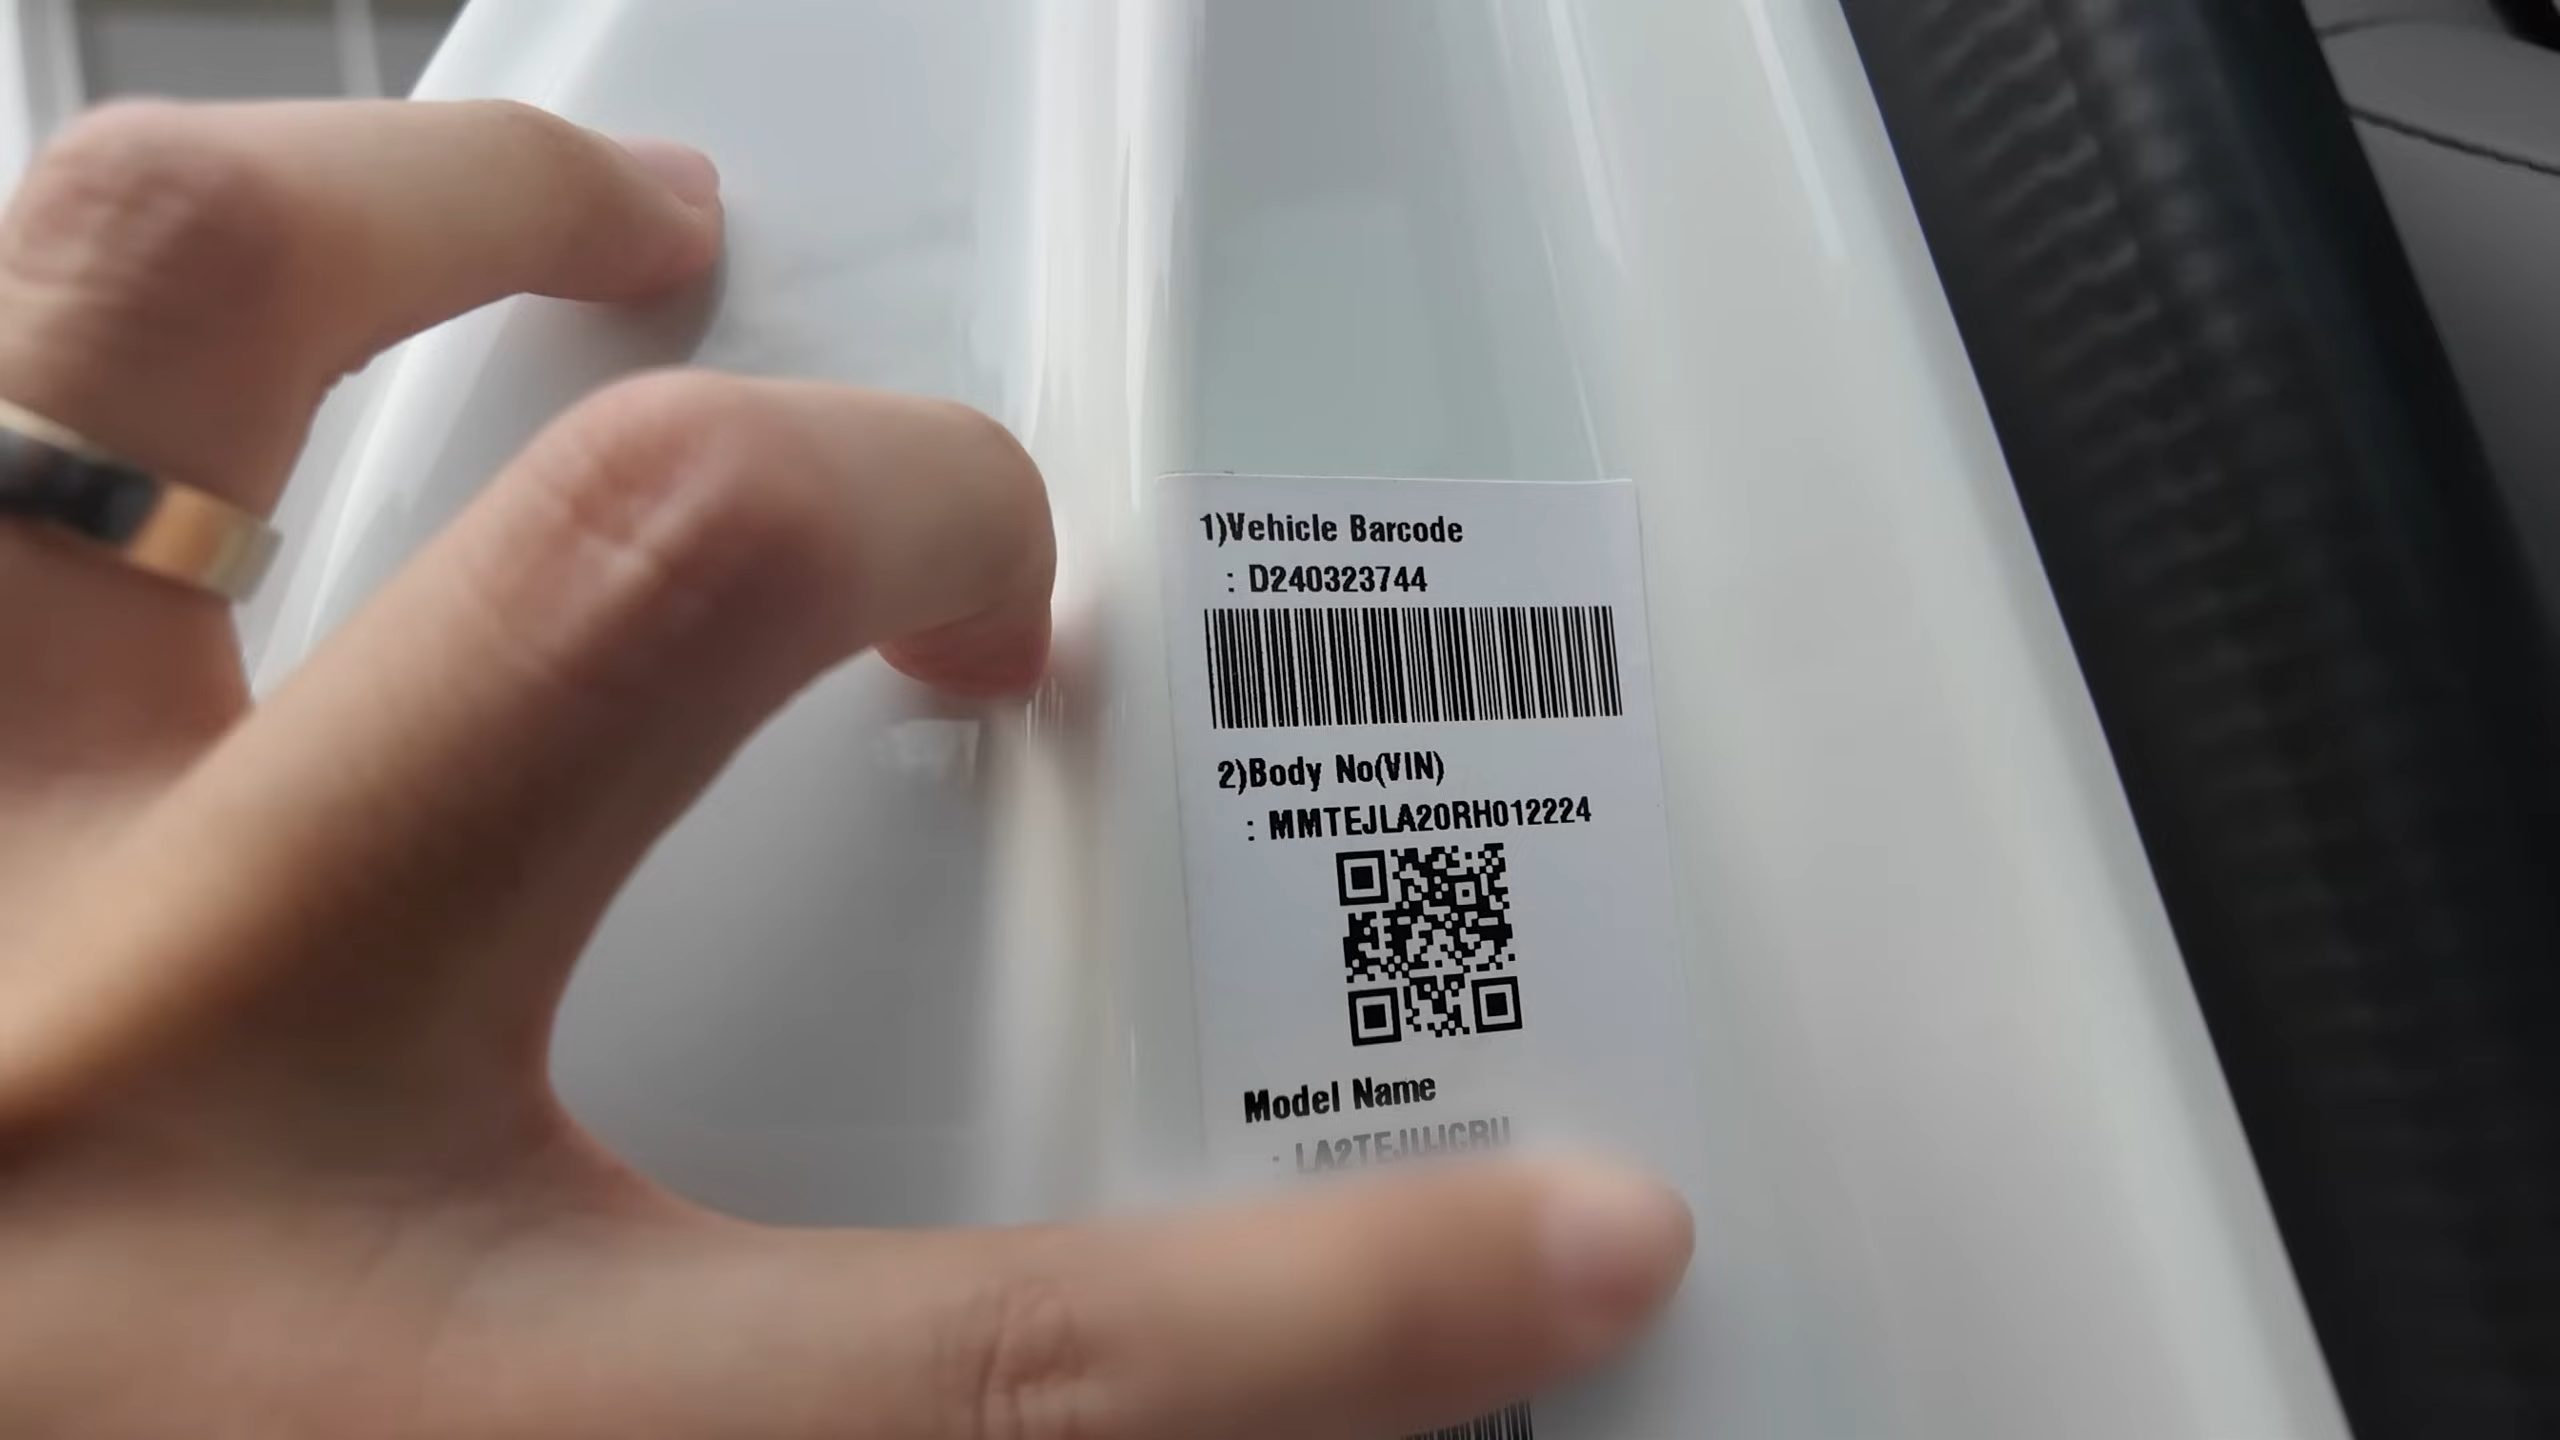 1)Vehicle Barcode
: D240323744
2)Body No(VIN)
: MMTEJLA20RH012224
Model Name